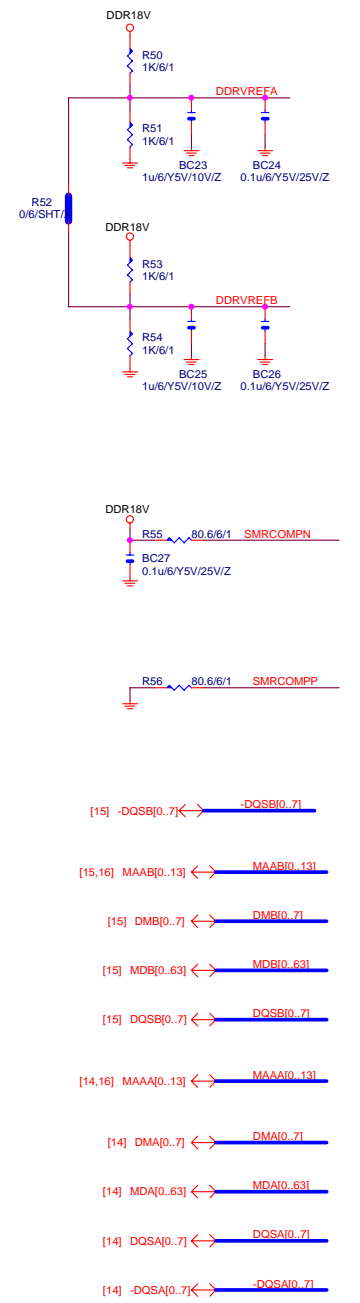 DDR18V
R50
1K/6/1
DDRVREFA
R51
1K/6/1
BC23
1u/6/Y5V/10V/Z
BC24
0.1u/6/Y5V/25V/Z
R52
0/6/SHT/
DDR18V
R53
1K/6/1
DDRVREFB
R54
1K/6/1
BC25
1u/6/Y5V/10V/Z
BC26
0.1u/6/Y5V/25V/Z
DDR18V
R55 80.6/6/1 SMRCOMPN
BC27
0.1u/6/Y5V/25V/Z
R56 80.6/6/1 SMRCOMPP
[15] -DQSB[0..7] -DQSB[0..7]
[15,16] MAAB[0..13] MAAB[0..13]
[15] DMB[0..7] DMB[0..7]
[15] MDB[0..63] MDB[0..63]
[15] DQSB[0..7] DQSB[0..7]
[14,16] MAAA[0..13] MAAA[0..13]
[14] DMA[0..7] DMA[0..7]
[14] MDA[0..63] MDA[0..63]
[14] DQSA[0..7] DQSA[0..7]
[14] -DQSA[0..7] -DQSA[0..7]